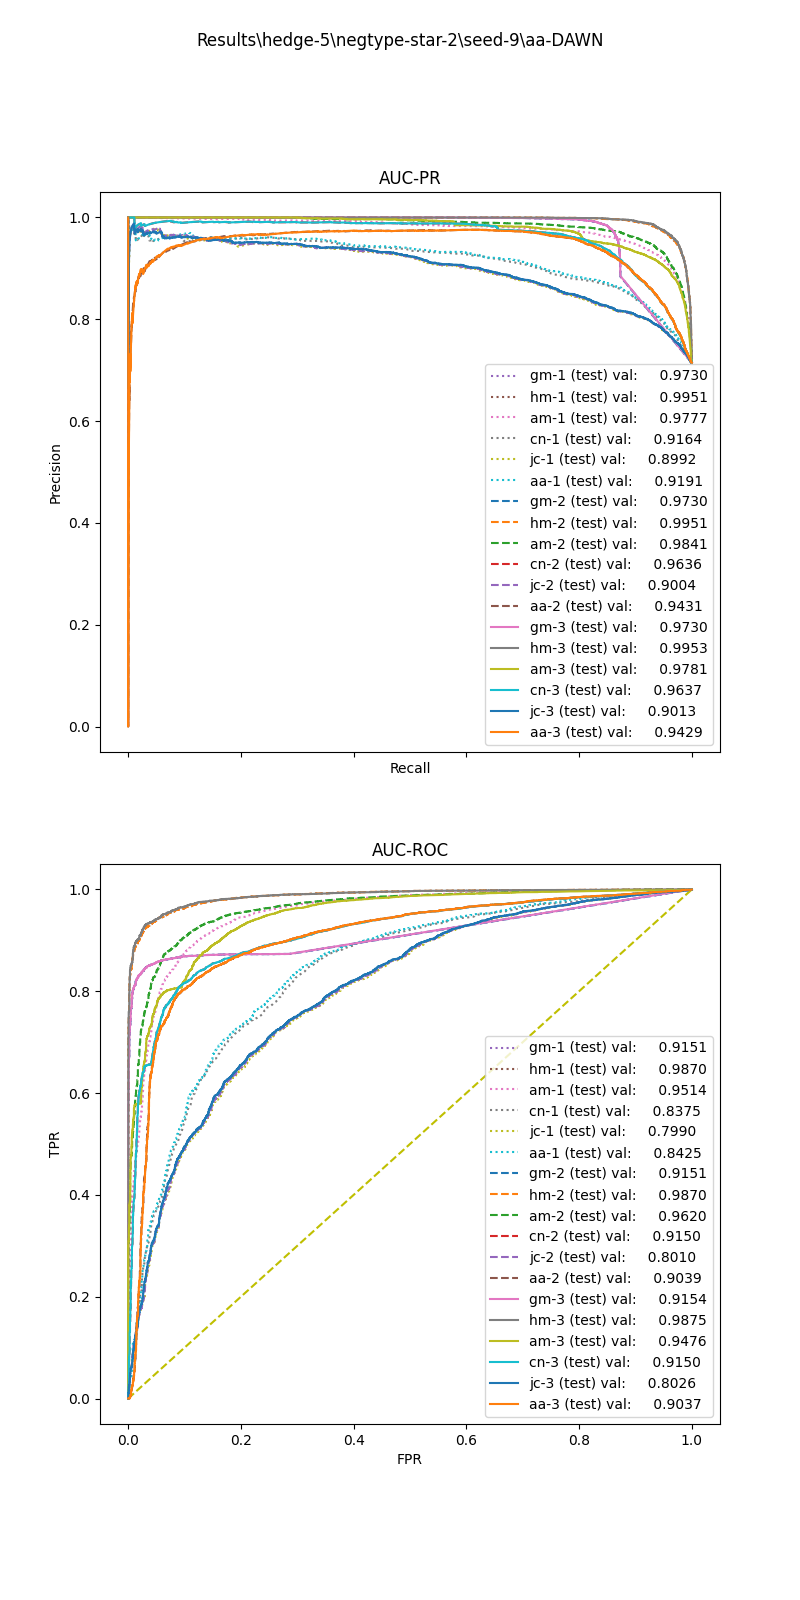 Results\hedge-5\negtype-star-2\seed-9\aa-DAWN
AUC-PR
1.0
0.8
0.6
0.4
0.2
0.0
Precision
gm-1 (test) val: 0.9730
hm-1 (test) val: 0.9951
am-1 (test) val: 0.9777
cn-1 (test) val: 0.9164
jc-1 (test) val: 0.8992
aa-1 (test) val: 0.9191
gm-2 (test) val: 0.9730
hm-2 (test) val: 0.9951
am-2 (test) val: 0.9841
cn-2 (test) val: 0.9636
jc-2 (test) val: 0.9004
aa-2 (test) val: 0.9431
gm-3 (test) val: 0.9730
hm-3 (test) val: 0.9953
am-3 (test) val: 0.9781
cn-3 (test) val: 0.9637
jc-3 (test) val: 0.9013
aa-3 (test) val: 0.9429
Recall
AUC-ROC
1.0
0.8
0.6
0.4
0.2
0.0
TPR
gm-1 (test) val: 0.9151
hm-1 (test) val: 0.9870
am-1 (test) val: 0.9514
cn-1 (test) val: 0.8375
jc-1 (test) val: 0.7990
aa-1 (test) val: 0.8425
gm-2 (test) val: 0.9151
hm-2 (test) val: 0.9870
am-2 (test) val: 0.9620
cn-2 (test) val: 0.9150
jc-2 (test) val: 0.8010
aa-2 (test) val: 0.9039
gm-3 (test) val: 0.9154
hm-3 (test) val: 0.9875
am-3 (test) val: 0.9476
cn-3 (test) val: 0.9150
jc-3 (test) val: 0.8026
aa-3 (test) val: 0.9037
0.0 0.2 0.4 0.6 0.8 1.0
FPR